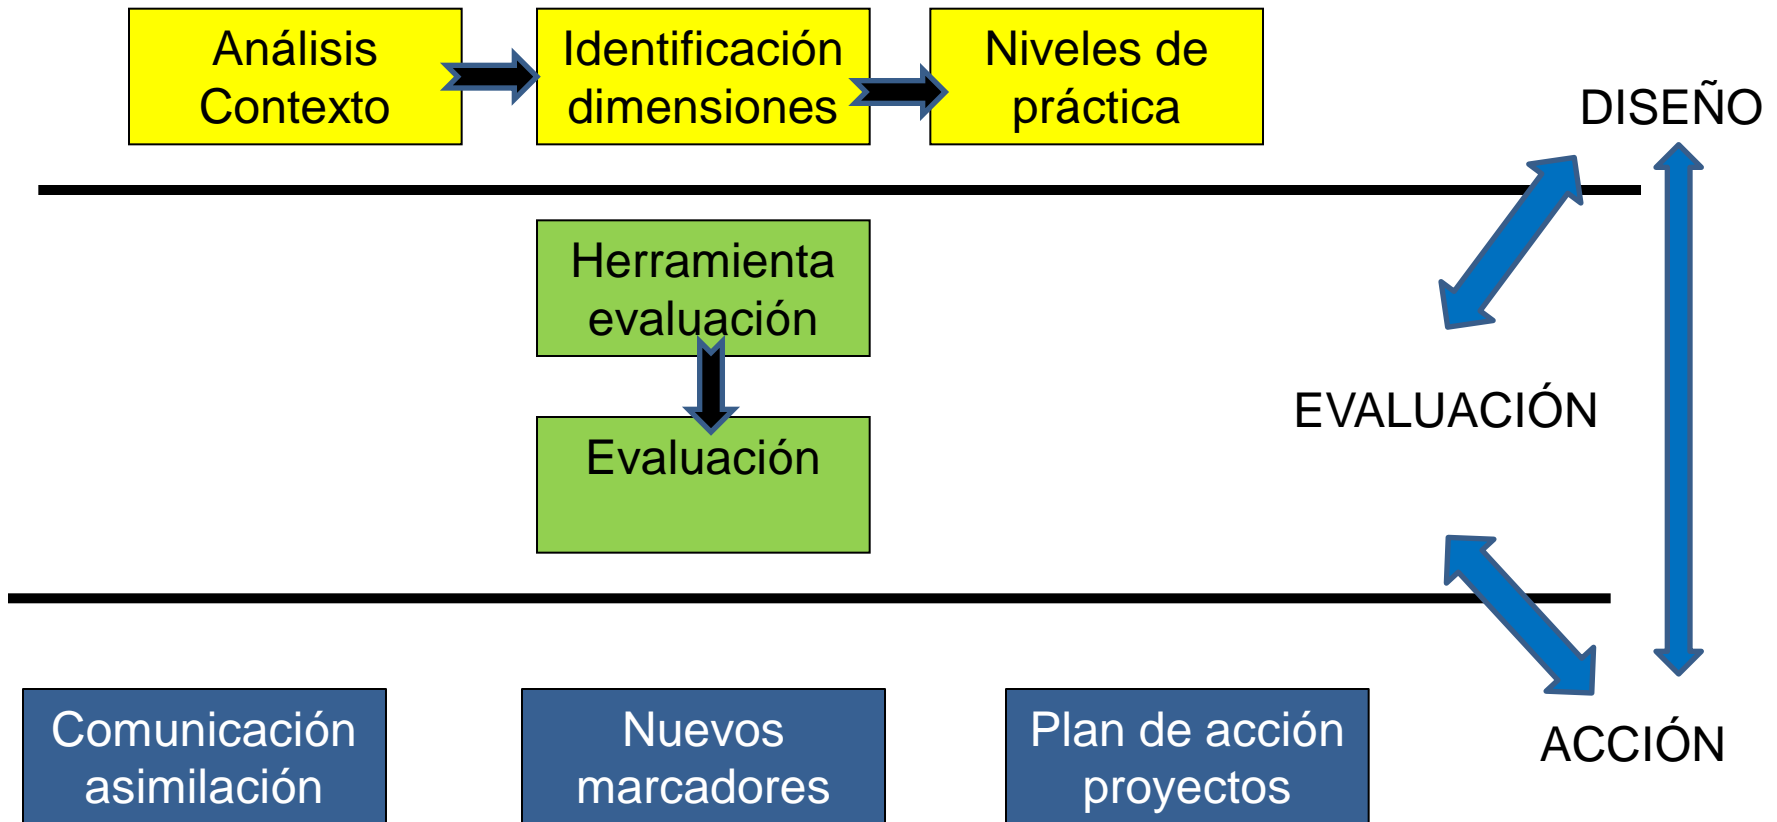 Análisis
Contexto
Identificación
dimensiones
Niveles de
práctica
DISEÑO
Herramienta
evaluación
Evaluación
EVALUACIÓN
Comunicación
asimilación
Nuevos
marcadores
Plan de acción
proyectos
ACCIÓN